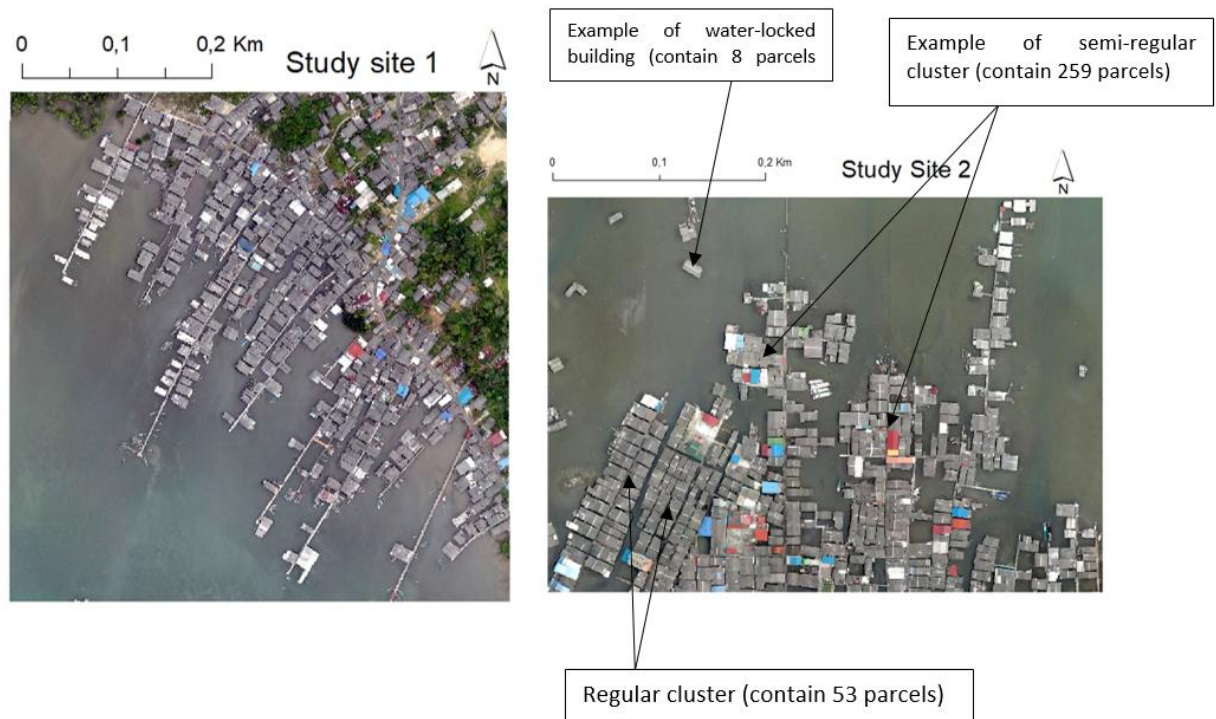 0 0,1 0,2 Km
Study site 1
N
Example of water-locked
building (contain 8 parcels
Example of semi-regular
cluster (contain 259 parcels)
0 0,1 0,2 Km
Study Site 2
N
Regular cluster (contain 53 parcels)